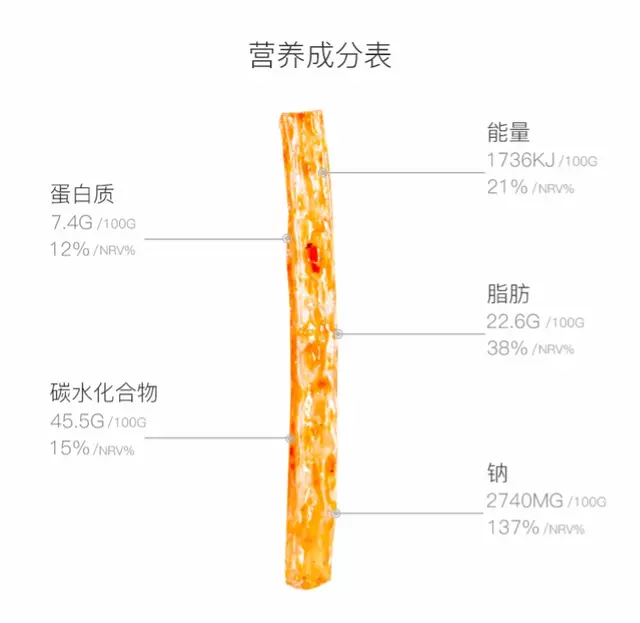 营养成分表
能量
1736KJ/100G
21%/NRV%
蛋白质
7.4G/100G
12%/NRV%
脂肪
22.6G/100G
38%/NRV%
碳水化合物
45.5G/100G
15%/NRV%
钠
2740MG/100G
137%/NRV%